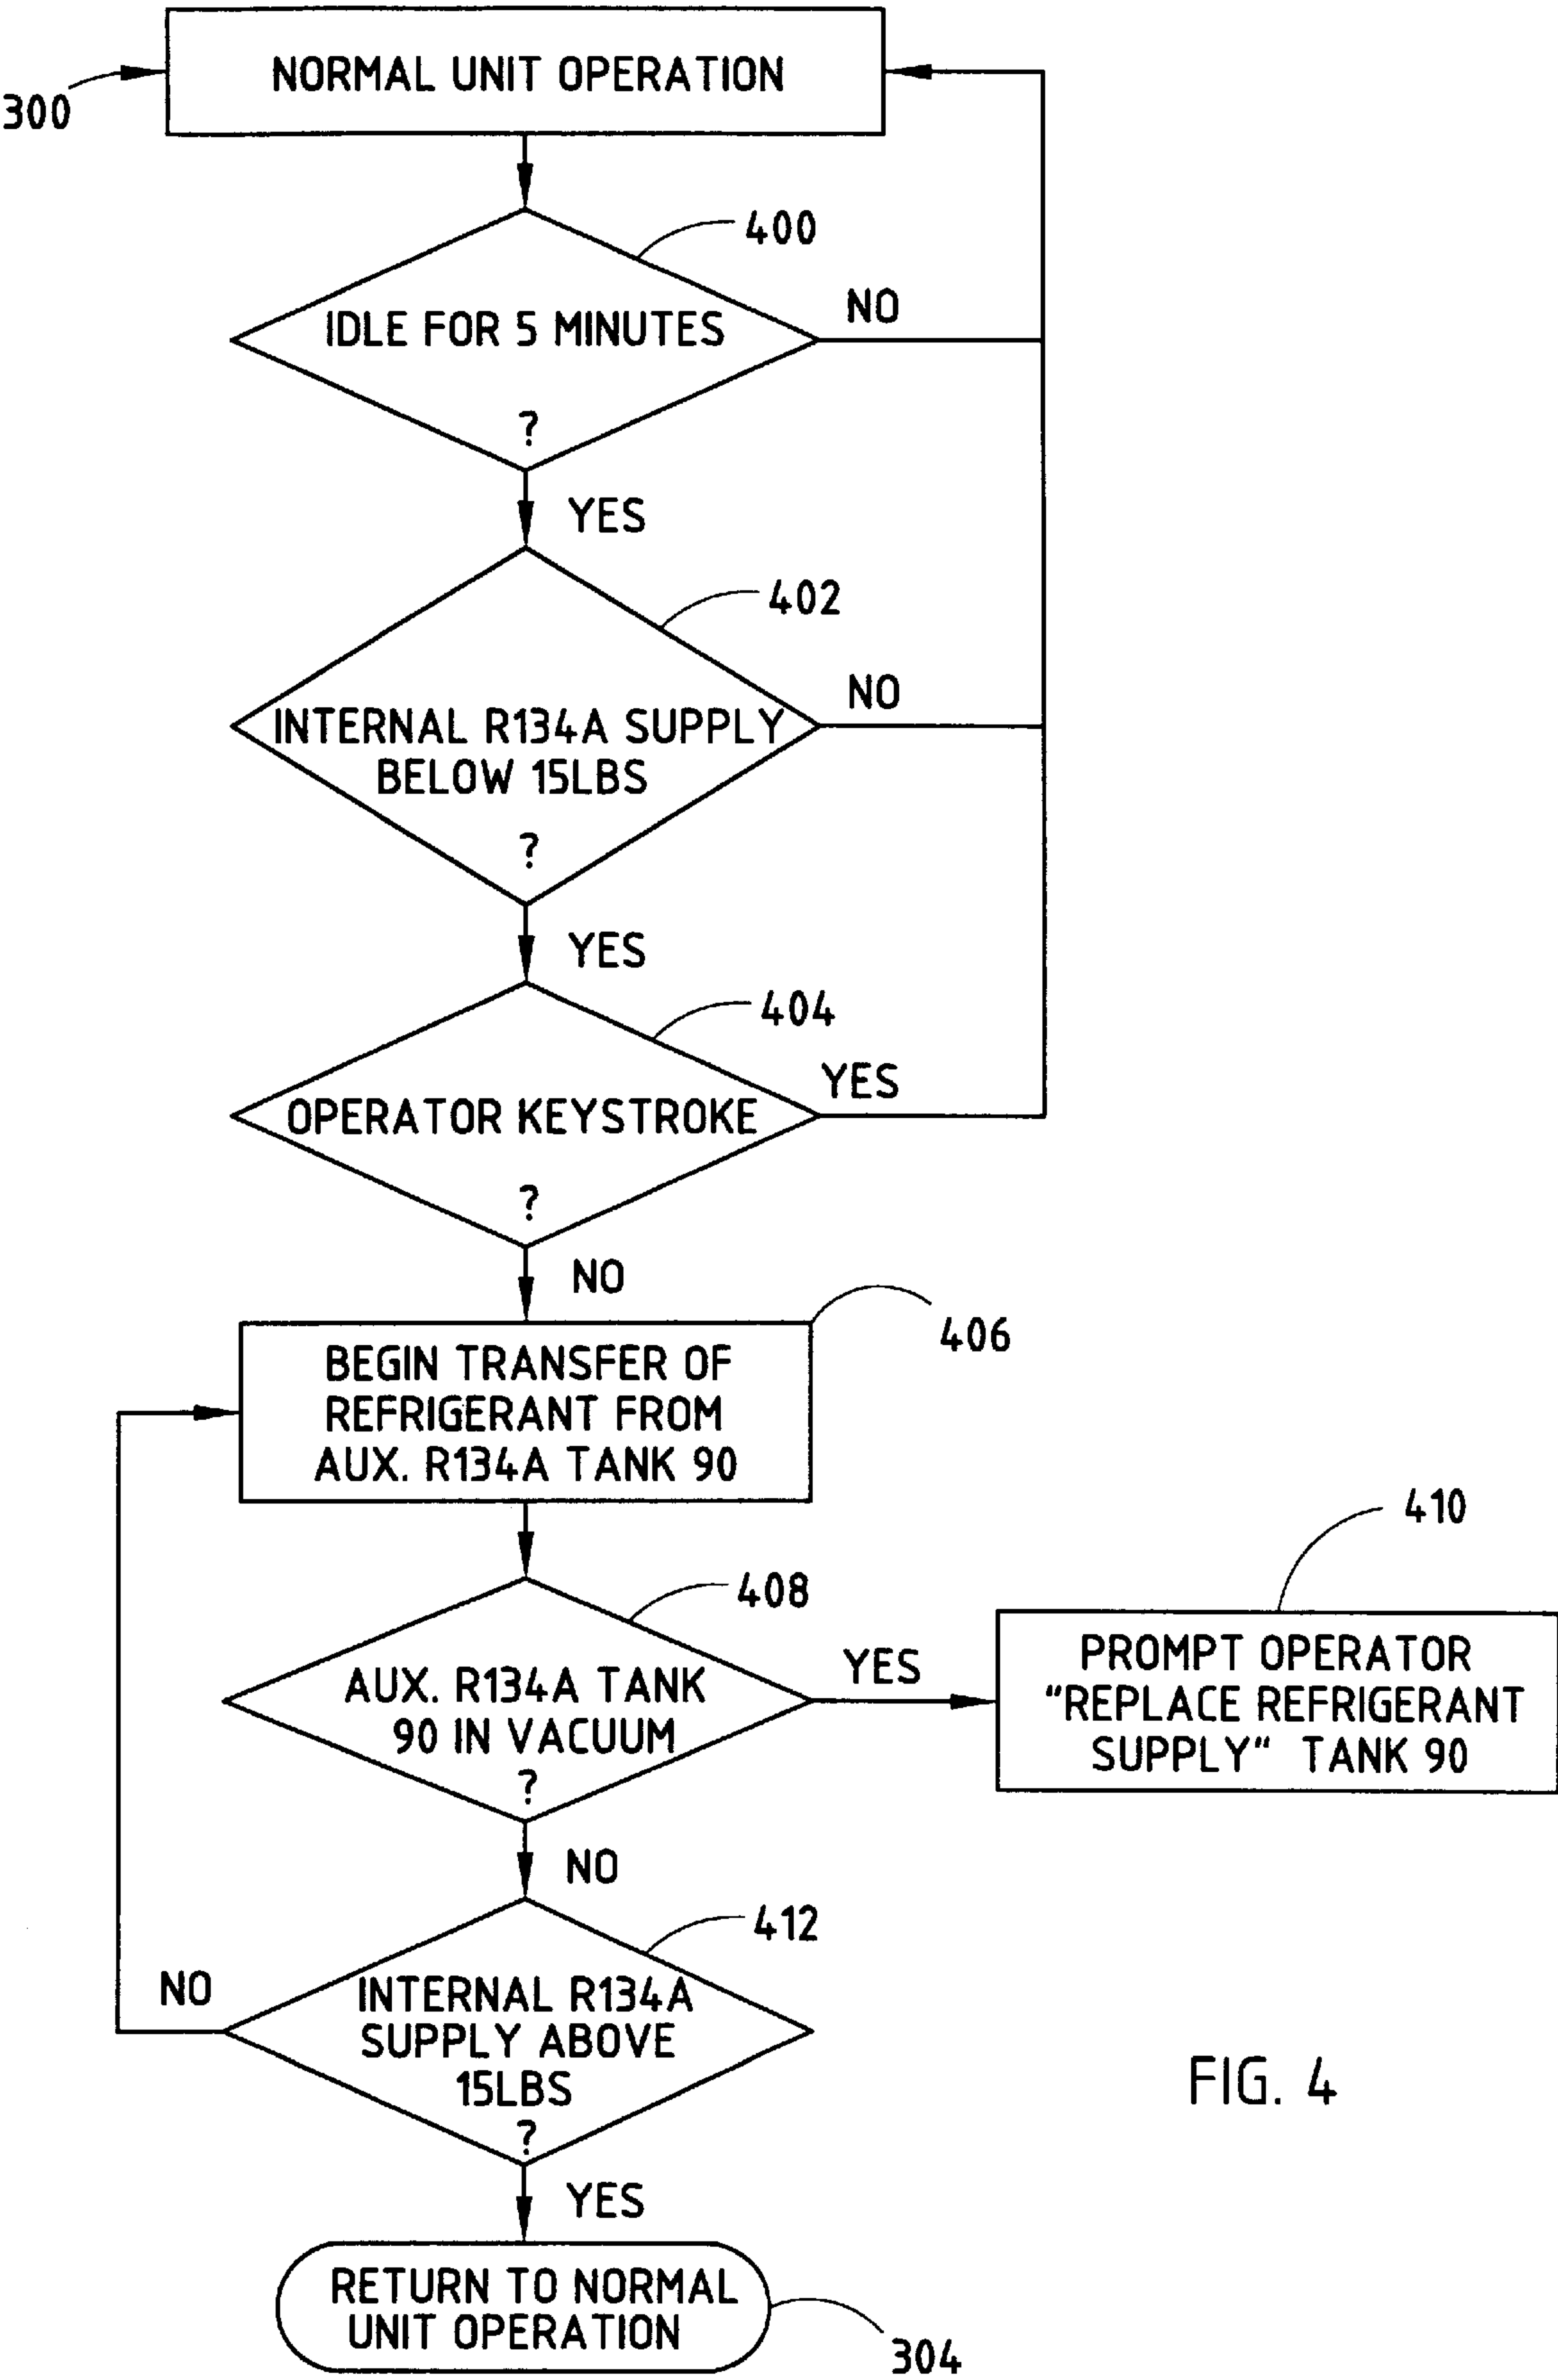 NORMAL UNIT OPERATION
300
400
IDLE FOR 5 MINUTES
?
NO
YES
402
INTERNAL R134A SUPPLY
BELOW 15LBS
?
NO
YES
404
OPERATOR KEYSTROKE
?
YES
NO
406
BEGIN TRANSFER OF
REFRIGERANT FROM
AUX. R134A TANK 90
408
AUX. R134A TANK
90 IN VACUUM
?
YES
410
PROMPT OPERATOR
"REPLACE REFRIGERANT
SUPPLY" TANK 90
NO
412
INTERNAL R134A
SUPPLY ABOVE
15LBS
?
NO
YES
RETURN TO NORMAL
UNIT OPERATION
304
FIG. 4